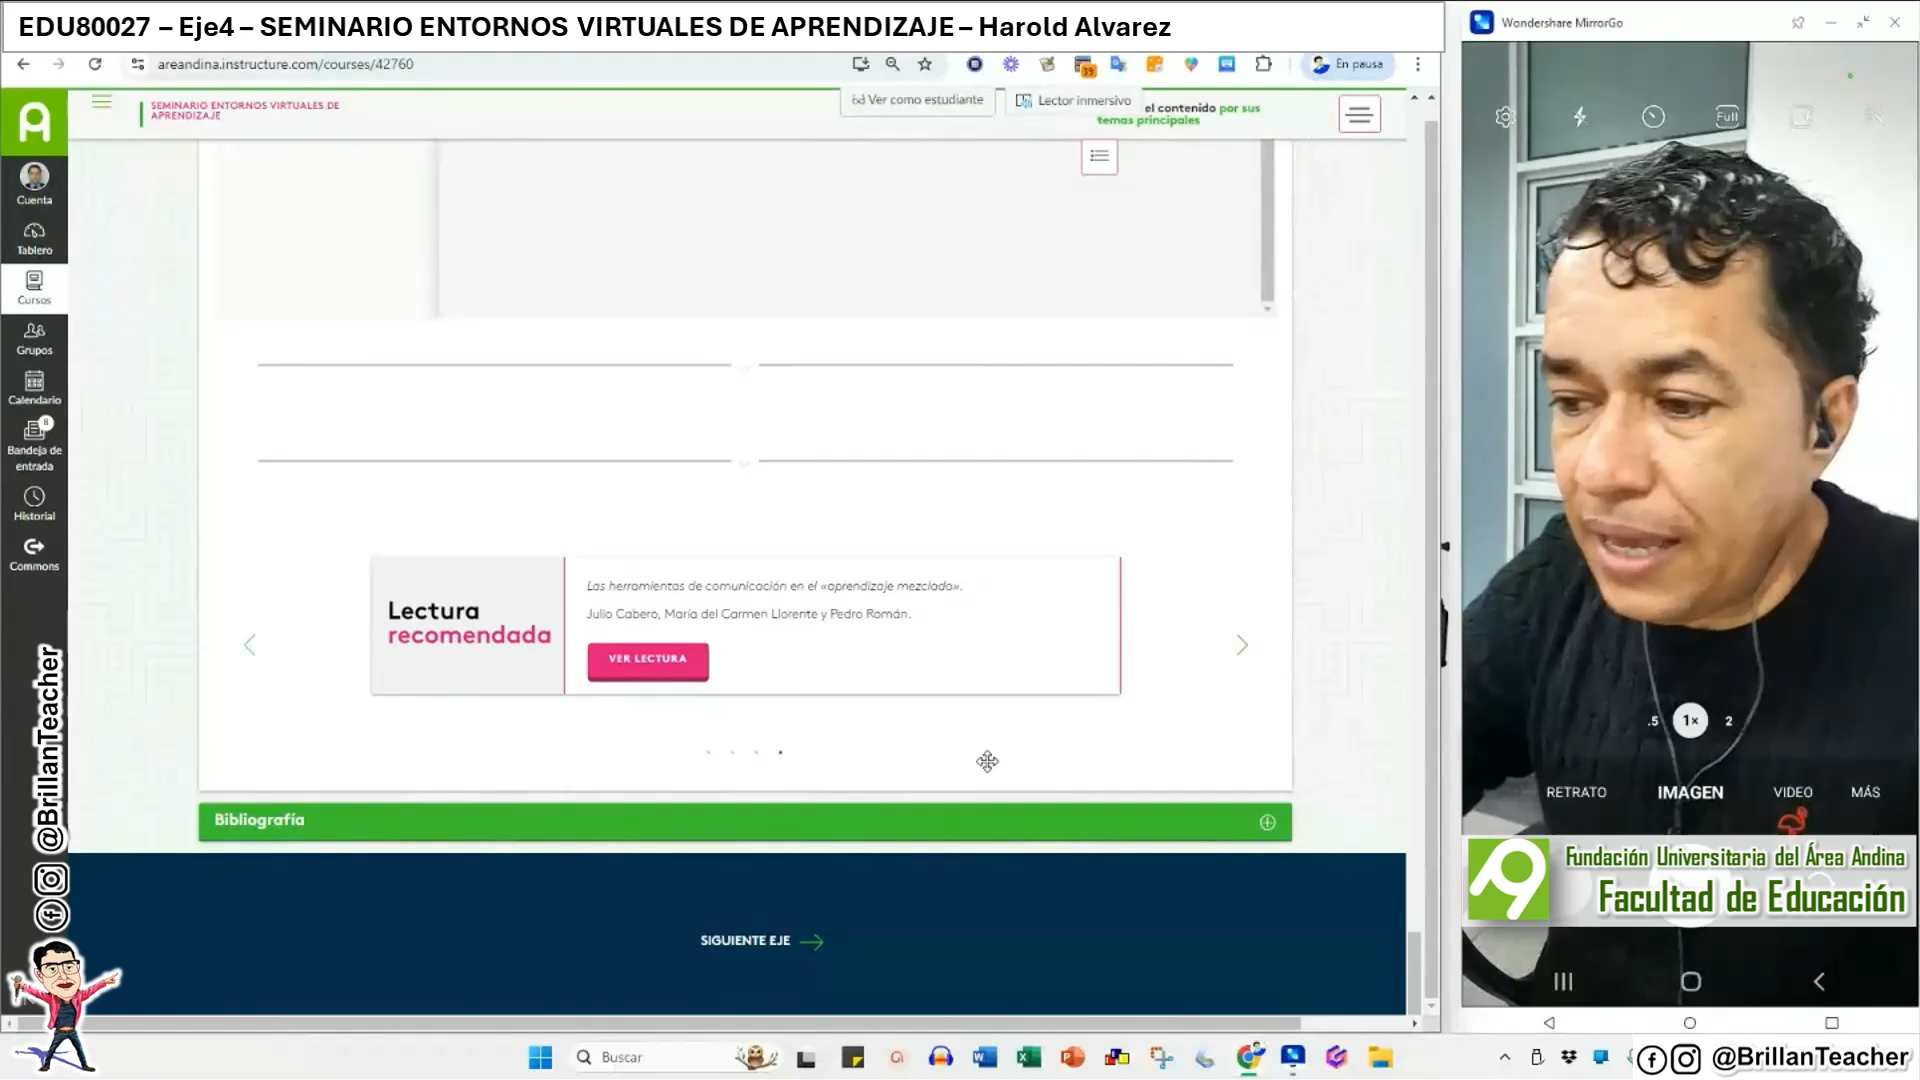 EDU80027 – Eje4 – SEMINARIO ENTORNOS VIRTUALES DE APRENDIZAJE – Harold Alvarez
Wondershare MirrorGo
areandina.instructure.com/courses/42760
39
En pausa
SEMINARIO ENTORNOS VIRTUALES DE
APRENDIZAJE
Ver como estudiante
Lector inmersivo
el contenido por sus
temas principales
Full
Cuenta
Tablero
Cursos
Grupos
Calendario
8
Bandeja de
entrada
Historial
Commons
@BrillanTeacher
Lectura
recomendada
Las herramientas de comunicación en el «aprendizaje mezclado».
Julio Cabero, María del Carmen Llorente y Pedro Román.
VER LECTURA
Bibliografía
SIGUIENTE EJE
.5
1×
2
RETRATO
IMAGEN
VIDEO
MÁS
Fundación Universitaria del Área Andina
Facultad de Educación
Buscar
@BrillanTeacher